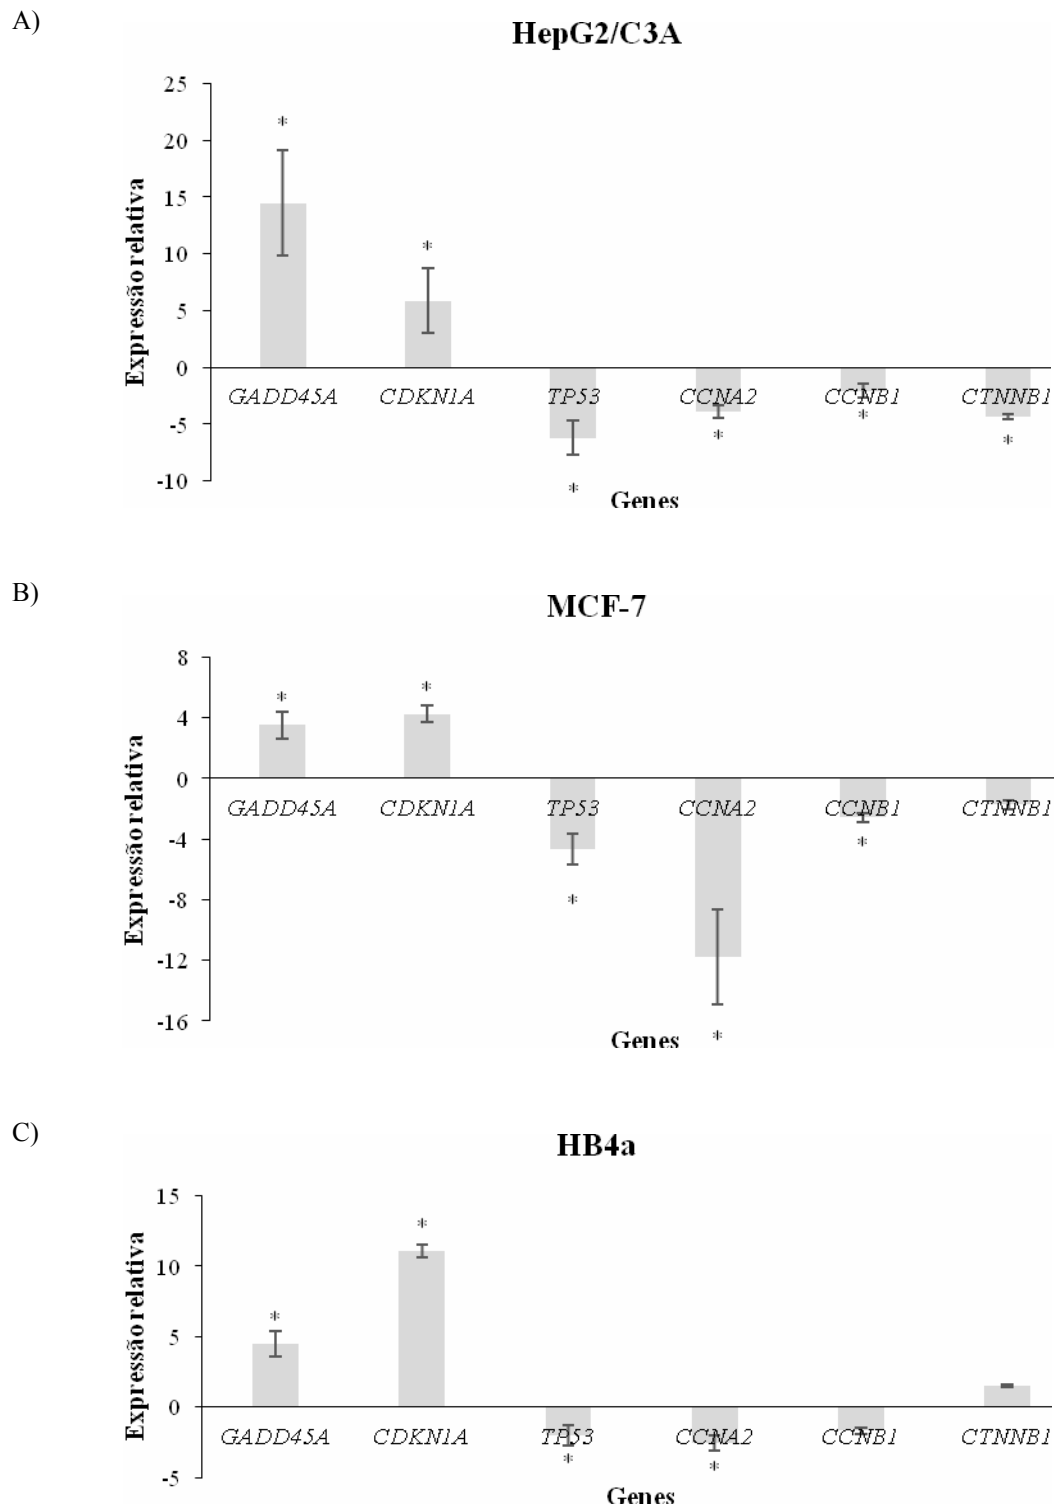 A)
HepG2/C3A
25
20
15
10
5
0
-5
-10
Expressão relativa
*
*
*
*
*
*
GADD45A CDKN1A TP53 CCNA2 CCNB1 CTNNB1
Genes
B)
MCF-7
8
4
0
-4
-8
-12
-16
Expressão relativa
*
*
*
*
*
GADD45A CDKN1A TP53 CCNA2 CCNB1 CTNNB1
Genes
C)
HB4a
15
10
5
0
-5
Expressão relativa
*
*
*
*
GADD45A CDKN1A TP53 CCNA2 CCNB1 CTNNB1
Genes